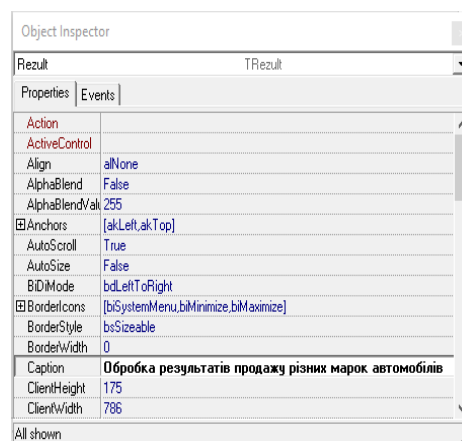 Object Inspector
Rezult TRezult
Properties Events
Action
ActiveControl
Align alNone
AlphaBlend False
AlphaBlendValu 255
Anchors [akLeft,akTop]
AutoScroll True
AutoSize False
BiDiMode bdLeftToRight
BorderIcons [biSystemMenu,biMinimize,biMaximize]
BorderStyle bsSizeable
BorderWidth 0
Caption Обробка результатів продажу різних марок автомобілів
ClientHeight 175
ClientWidth 786
All shown